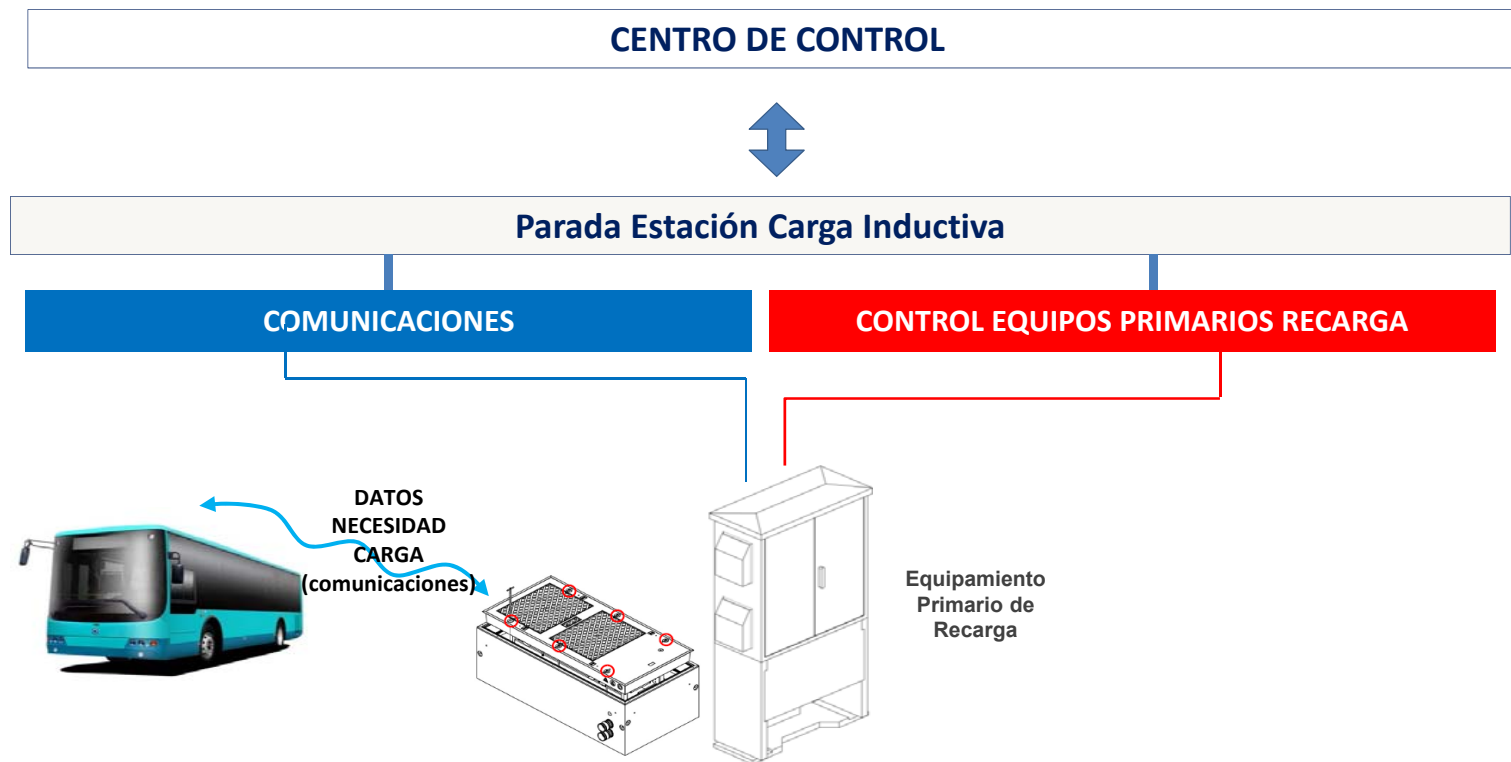 CENTRO DE CONTROL
Parada Estación Carga Inductiva
COMUNICACIONES
CONTROL EQUIPOS PRIMARIOS RECARGA
DATOS
NECESIDAD
CARGA
(comunicaciones)
Equipamiento
Primario de
Recarga